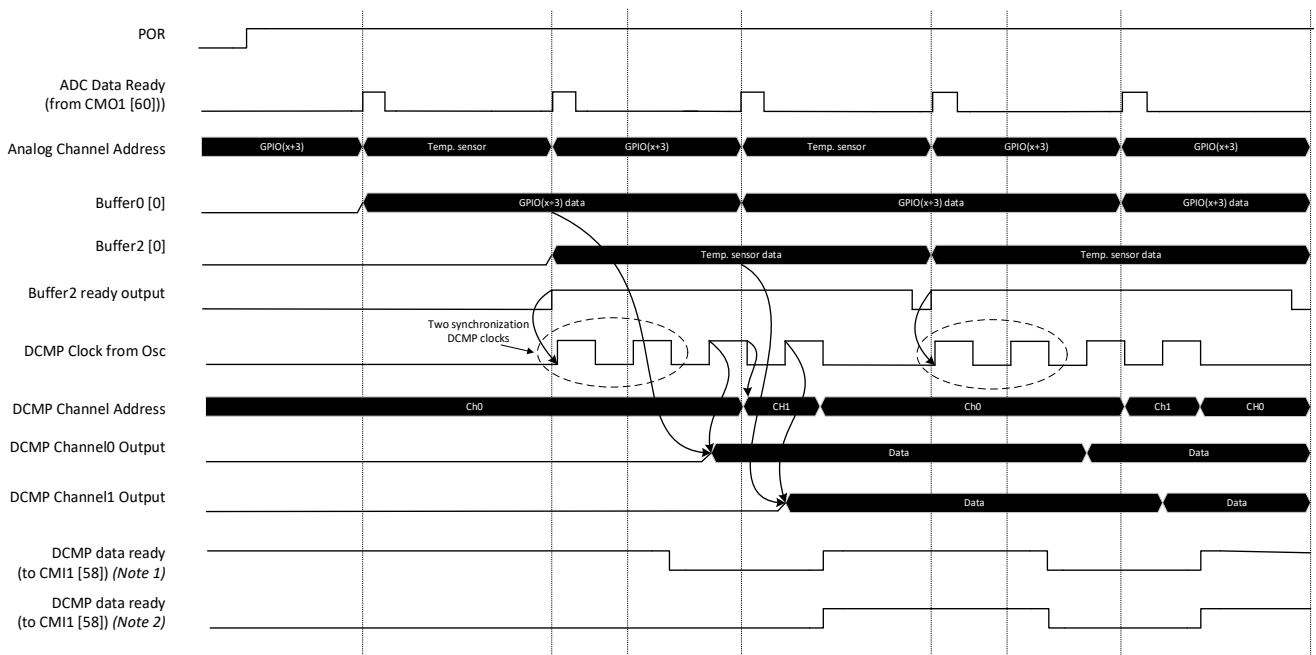 POR
ADC Data Ready
(from CMO1 [60]))
Analog Channel Address
GPIO(x+3)
Temp. sensor
GPIO(x+3)
Temp. sensor
GPIO(x+3)
GPIO(x+3)
Buffer0 [0]
GPIO(x+3) data
GPIO(x+3) data
GPIO(x+3) data
Buffer2 [0]
Temp. sensor data
Temp. sensor data
Buffer2 ready output
Two synchronization
DCMP clocks
DCMP Clock from Osc
DCMP Channel Address
Ch0
CH1
Ch0
Ch1
CH0
DCMP Channel0 Output
Data
Data
DCMP Channel1 Output
Data
Data
DCMP data ready
(to CMI1 [58]) (Note 1)
DCMP data ready
(to CMI1 [58]) (Note 2)